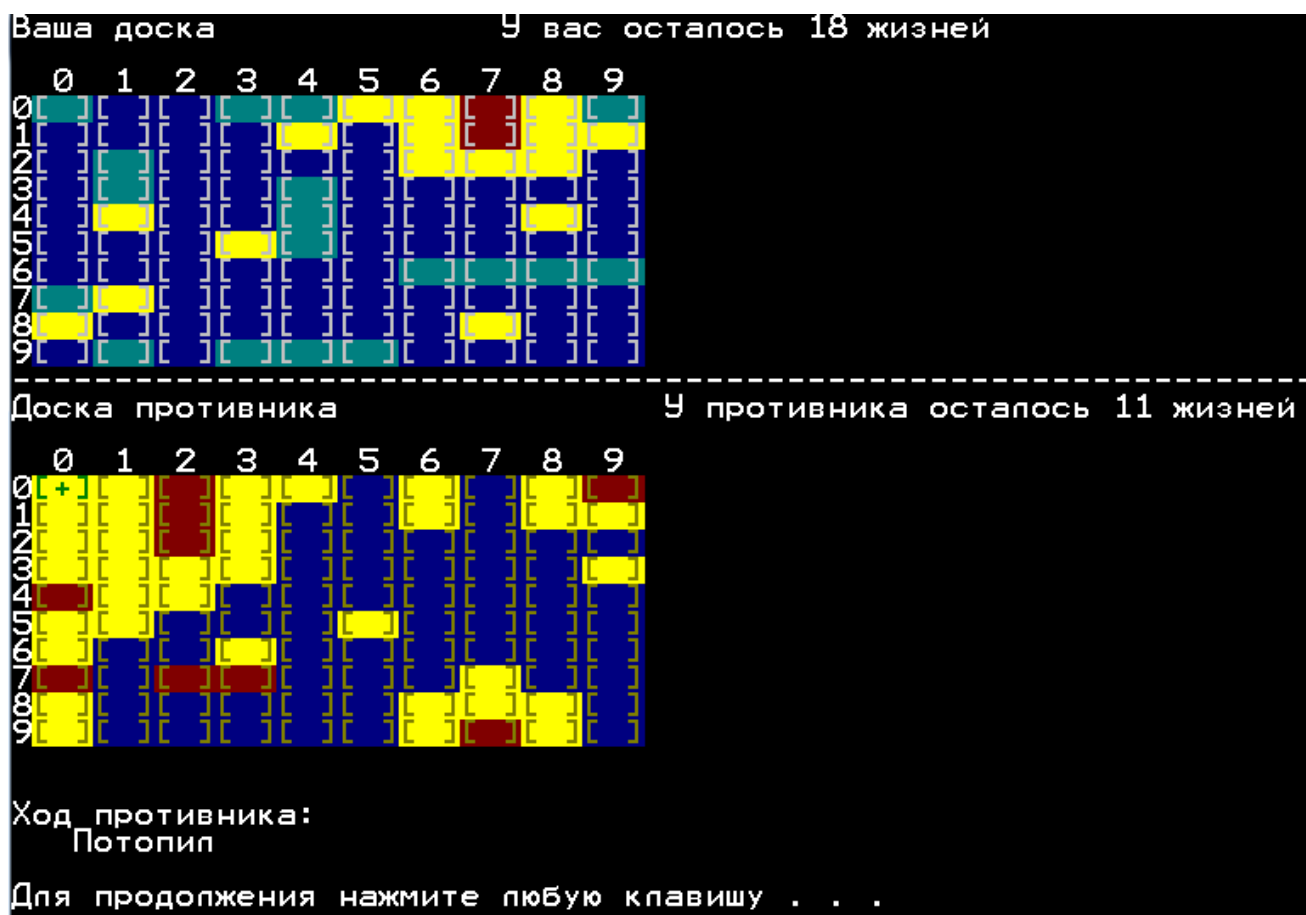 Ваша доска У вас осталось 18 жизней
0 1 2 3 4 5 6 7 8 9
0[ ][ ][ ][ ][ ][ ][ ][ ][ ][ ]
1[ ][ ][ ][ ][ ][ ][ ][ ][ ][ ]
2[ ][ ][ ][ ][ ][ ][ ][ ][ ][ ]
3[ ][ ][ ][ ][ ][ ][ ][ ][ ][ ]
4[ ][ ][ ][ ][ ][ ][ ][ ][ ][ ]
5[ ][ ][ ][ ][ ][ ][ ][ ][ ][ ]
6[ ][ ][ ][ ][ ][ ][ ][ ][ ][ ]
7[ ][ ][ ][ ][ ][ ][ ][ ][ ][ ]
8[ ][ ][ ][ ][ ][ ][ ][ ][ ][ ]
9[ ][ ][ ][ ][ ][ ][ ][ ][ ][ ]
----------------------------------------------------------------
Доска противника У противника осталось 11 жизней
0 1 2 3 4 5 6 7 8 9
0[+][ ][ ][ ][ ][ ][ ][ ][ ][ ]
1[ ][ ][ ][ ][ ][ ][ ][ ][ ][ ]
2[ ][ ][ ][ ][ ][ ][ ][ ][ ][ ]
3[ ][ ][ ][ ][ ][ ][ ][ ][ ][ ]
4[ ][ ][ ][ ][ ][ ][ ][ ][ ][ ]
5[ ][ ][ ][ ][ ][ ][ ][ ][ ][ ]
6[ ][ ][ ][ ][ ][ ][ ][ ][ ][ ]
7[ ][ ][ ][ ][ ][ ][ ][ ][ ][ ]
8[ ][ ][ ][ ][ ][ ][ ][ ][ ][ ]
9[ ][ ][ ][ ][ ][ ][ ][ ][ ][ ]
Ход противника:
Потопил
Для продолжения нажмите любую клавишу . . .